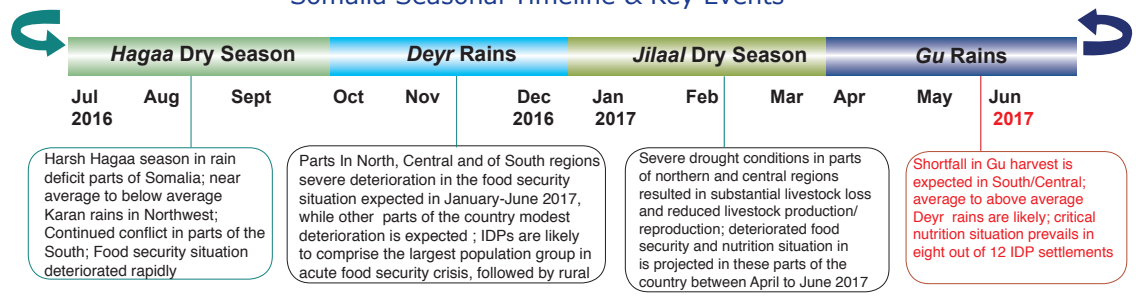 Somalia Seasonal Timeline & Key Events
Hagaa Dry Season
Deyr Rains
Jilaal Dry Season
Gu Rains
Jul
2016
Aug
Sept
Oct
Nov
Dec
2016
Jan
2017
Feb
Mar
Apr
May
Jun
2017
Harsh Hagaa season in rain
deficit parts of Somalia; near
average to below average
Karan rains in Northwest;
Continued conflict in parts of the
South; Food security situation
deteriorated rapidly
Parts In North, Central and of South regions
severe deterioration in the food security
situation expected in January-June 2017,
while other parts of the country modest
deterioration is expected ; IDPs are likely
to comprise the largest population group in
acute food security crisis, followed by rural
Severe drought conditions in parts
of northern and central regions
resulted in substantial livestock loss
and reduced livestock production/
reproduction; deteriorated food
security and nutrition situation in
is projected in these parts of the
country between April to June 2017
Shortfall in Gu harvest is
expected in South/Central;
average to above average
Deyr rains are likely; critical
nutrition situation prevails in
eight out of 12 IDP settlements